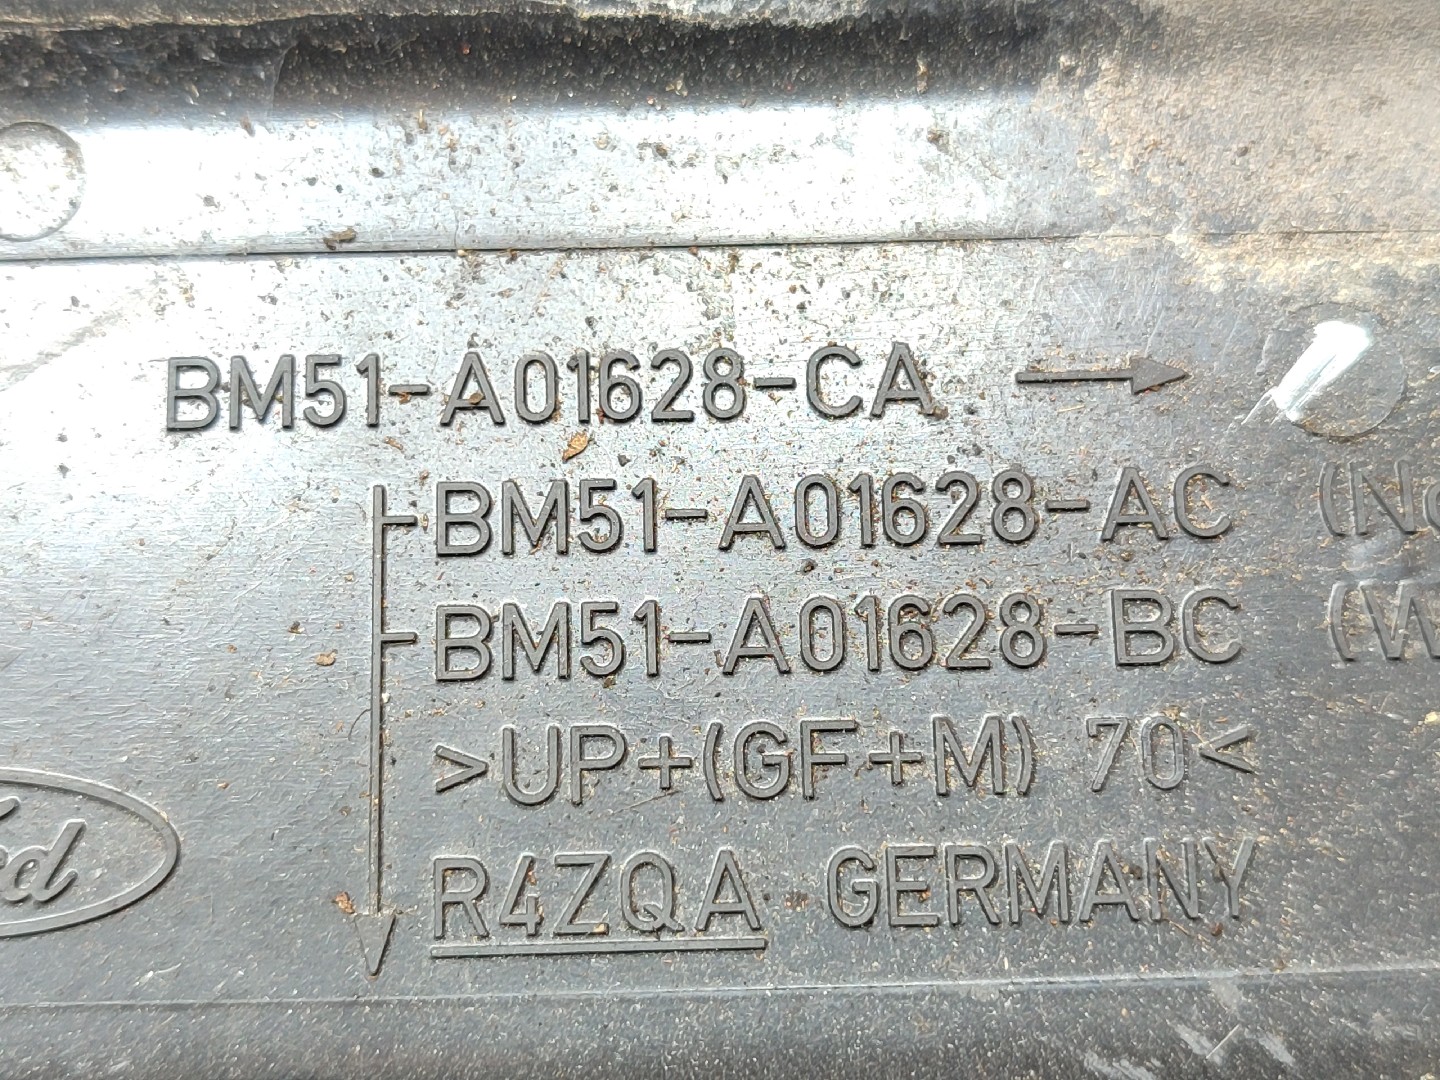 BM51-A01628-CA
BM51-A01628-AC
BM51-A01628-BC
>UP+(GF+M) 70<
R4ZQA GERMANY